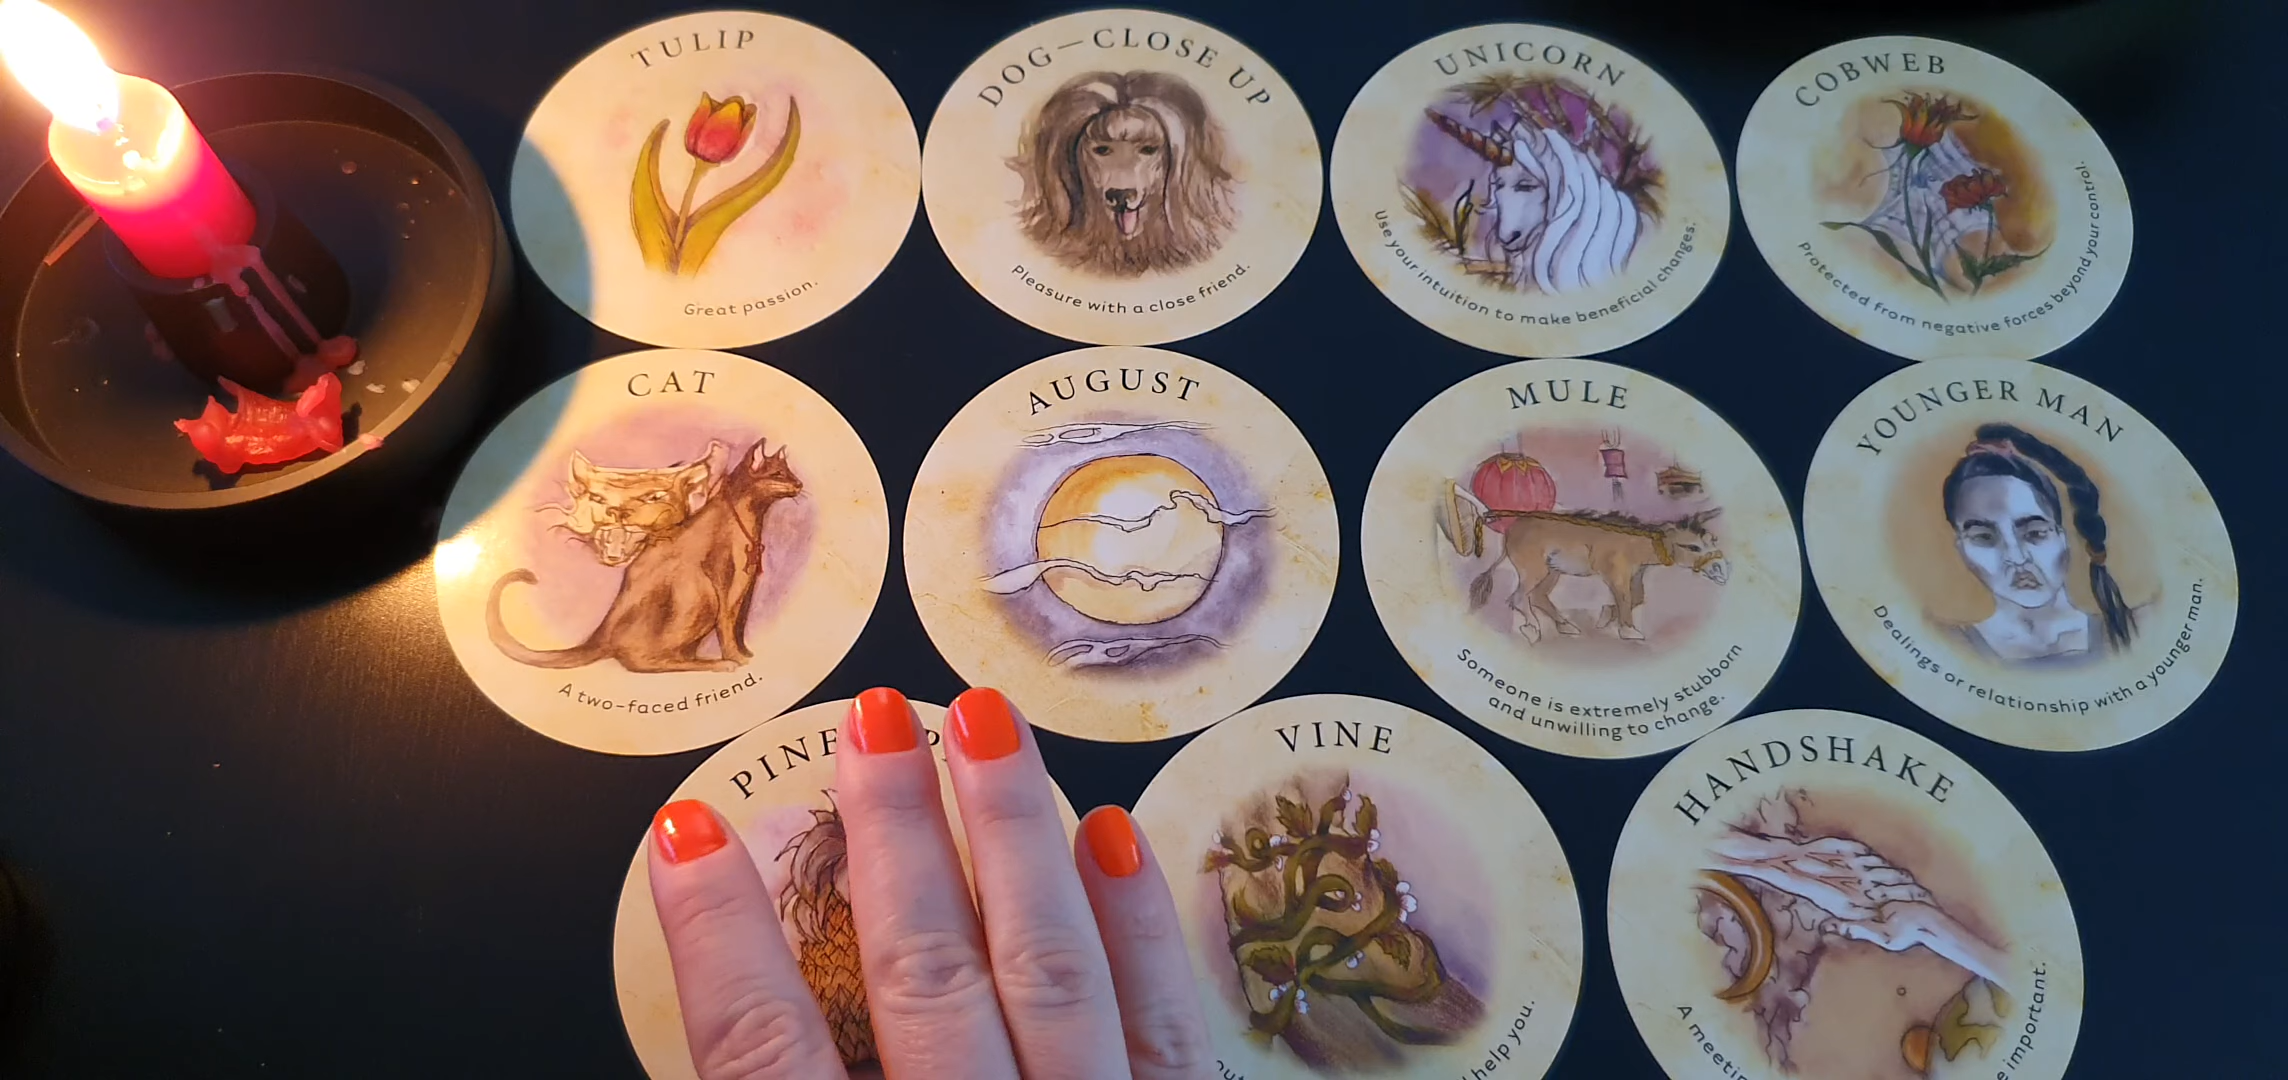 TULIP
Great passion.
DOG—CLOSE UP
Pleasure with a close friend.
UNICORN
Use your intuition to make beneficial changes.
COBWEB
Protected from negative forces beyond your control.
CAT
A two-faced friend.
AUGUST
MULE
Someone is extremely stubborn
and unwilling to change.
YOUNGER MAN
Dealings or relationship with a younger man.
VINE
help you.
HANDSHAKE
A
important.